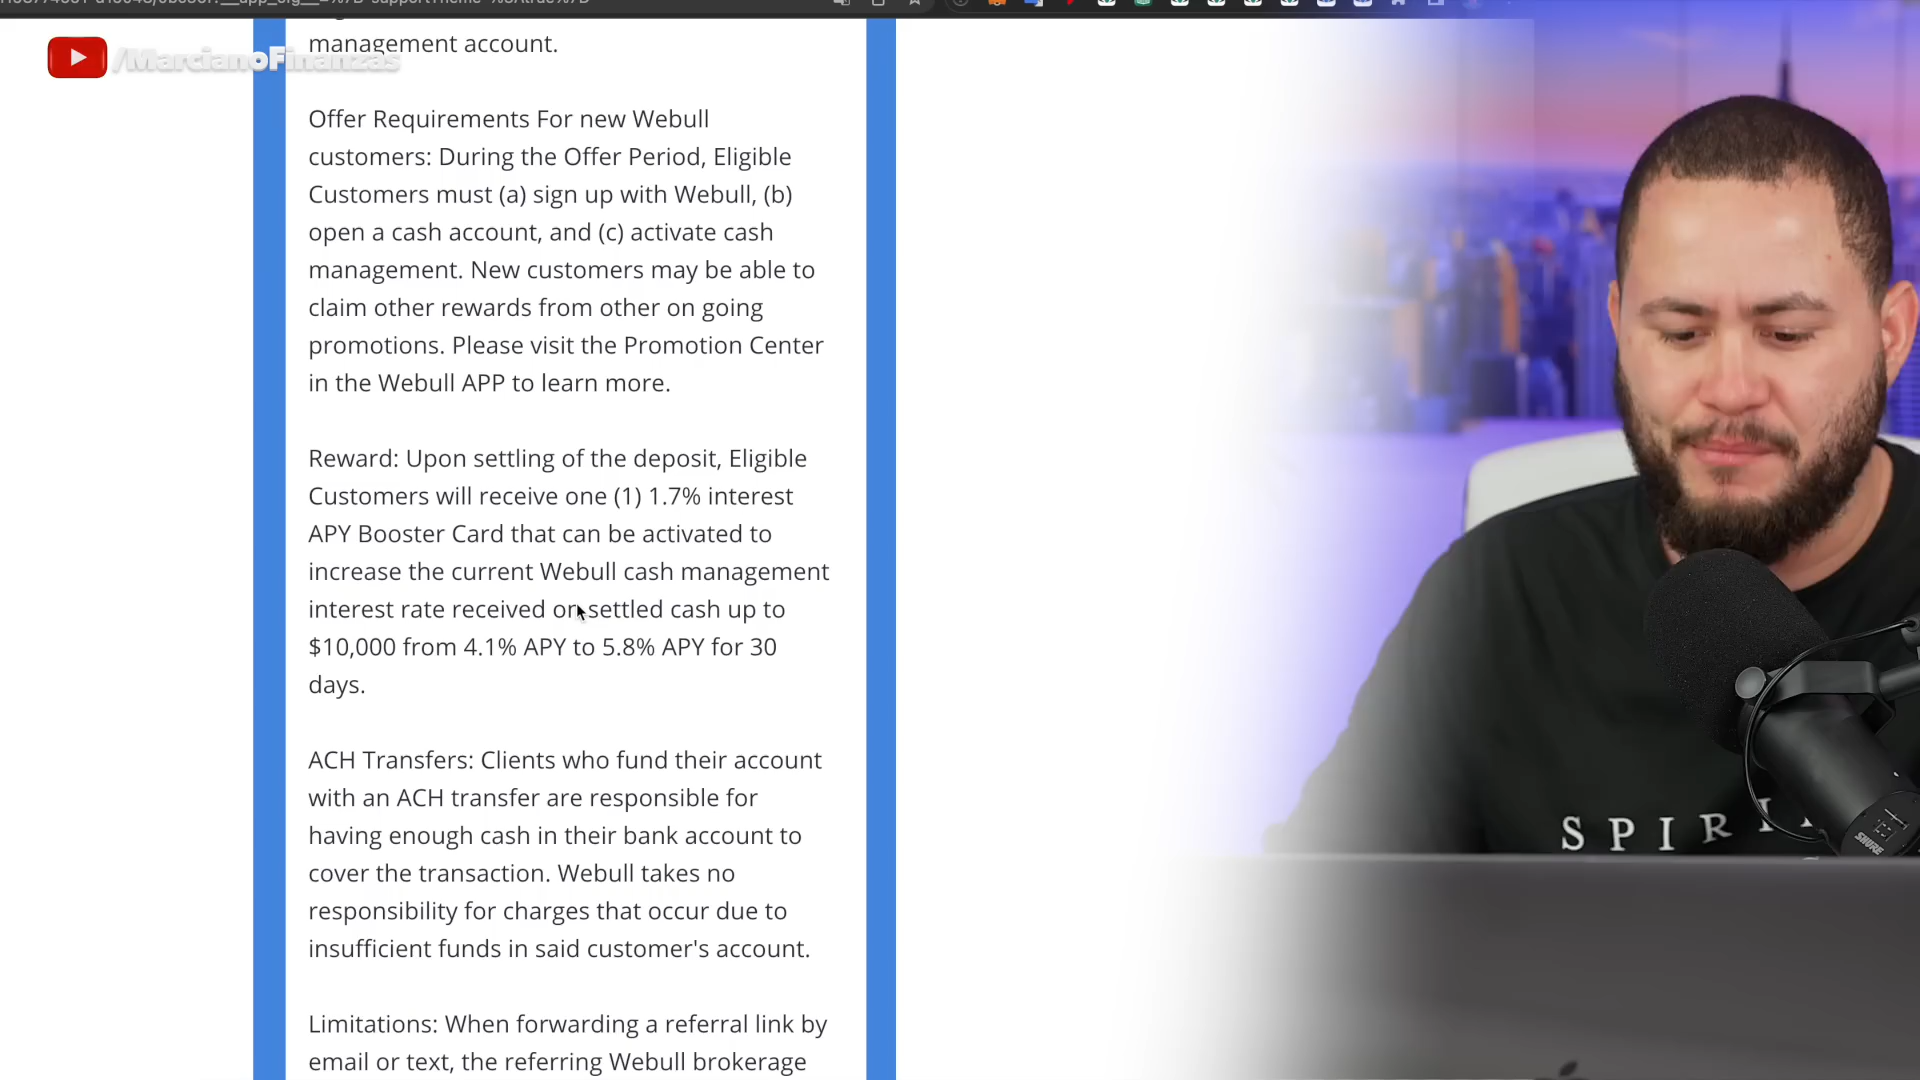 management account.
/MarcianoFinanzas
Offer Requirements For new Webull
customers: During the Offer Period, Eligible
Customers must (a) sign up with Webull, (b)
open a cash account, and (c) activate cash
management. New customers may be able to
claim other rewards from other on going
promotions. Please visit the Promotion Center
in the Webull APP to learn more.
Reward: Upon settling of the deposit, Eligible
Customers will receive one (1) 1.7% interest
APY Booster Card that can be activated to
increase the current Webull cash management
interest rate received on settled cash up to
$10,000 from 4.1% APY to 5.8% APY for 30
days.
ACH Transfers: Clients who fund their account
with an ACH transfer are responsible for
having enough cash in their bank account to
cover the transaction. Webull takes no
responsibility for charges that occur due to
insufficient funds in said customer's account.
Limitations: When forwarding a referral link by
email or text, the referring Webull brokerage
SHURE